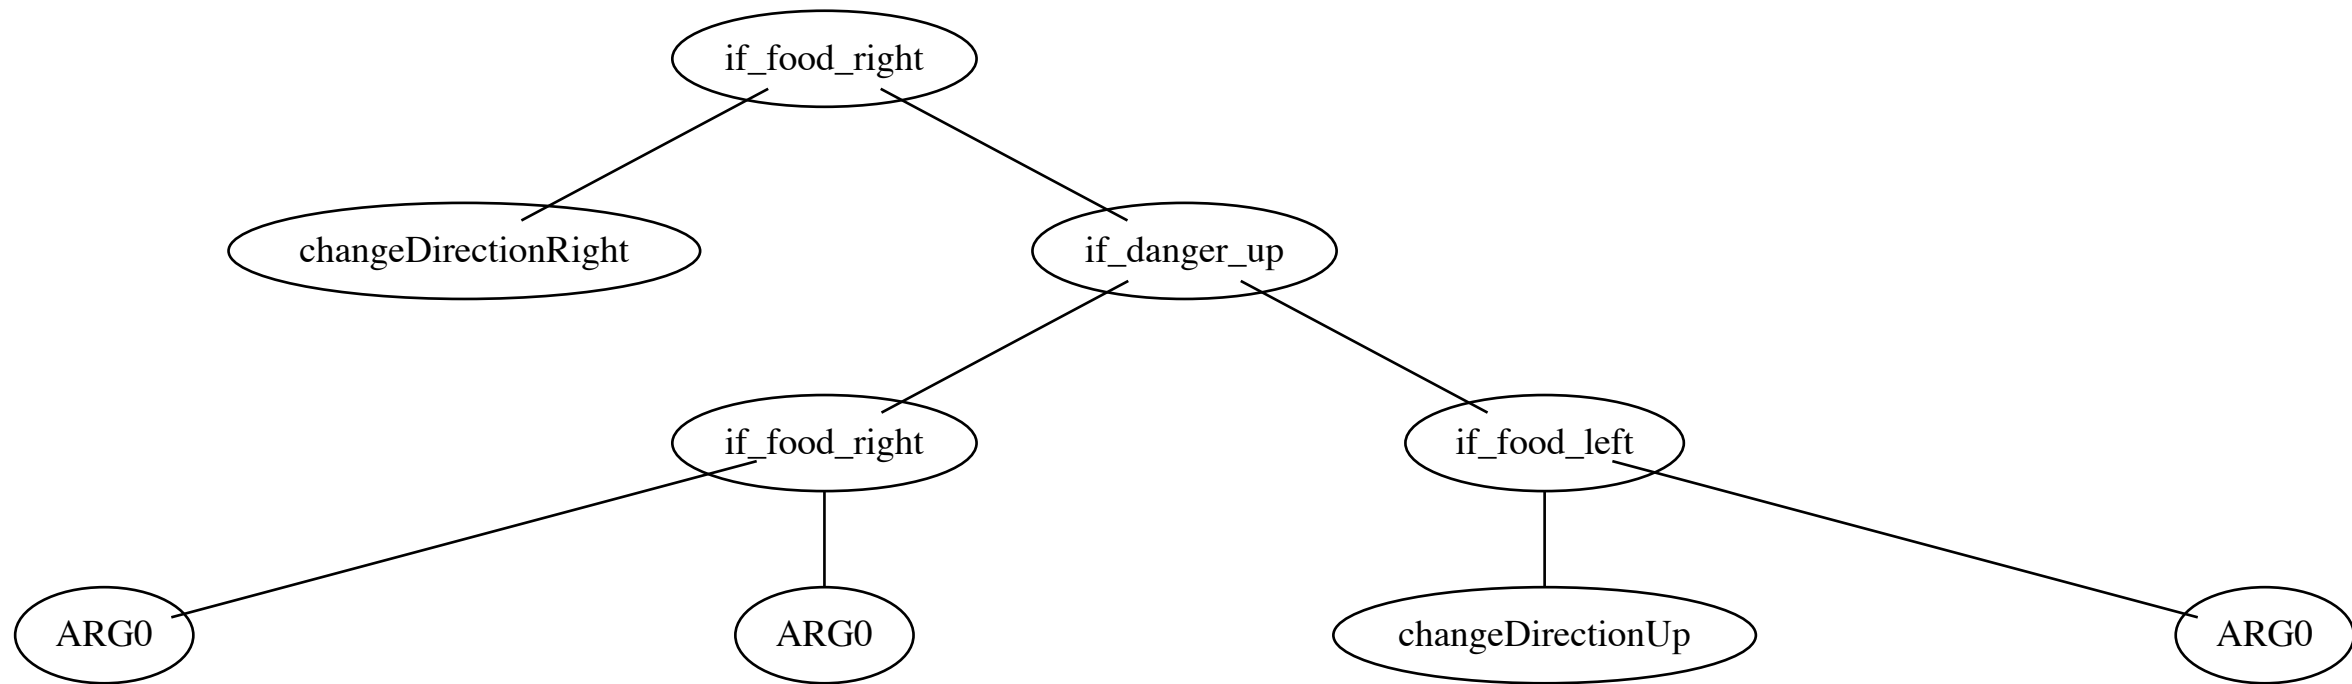 if_food_right
changeDirectionRight
if_danger_up
if_food_right
if_food_left
ARG0
ARG0
changeDirectionUp
ARG0